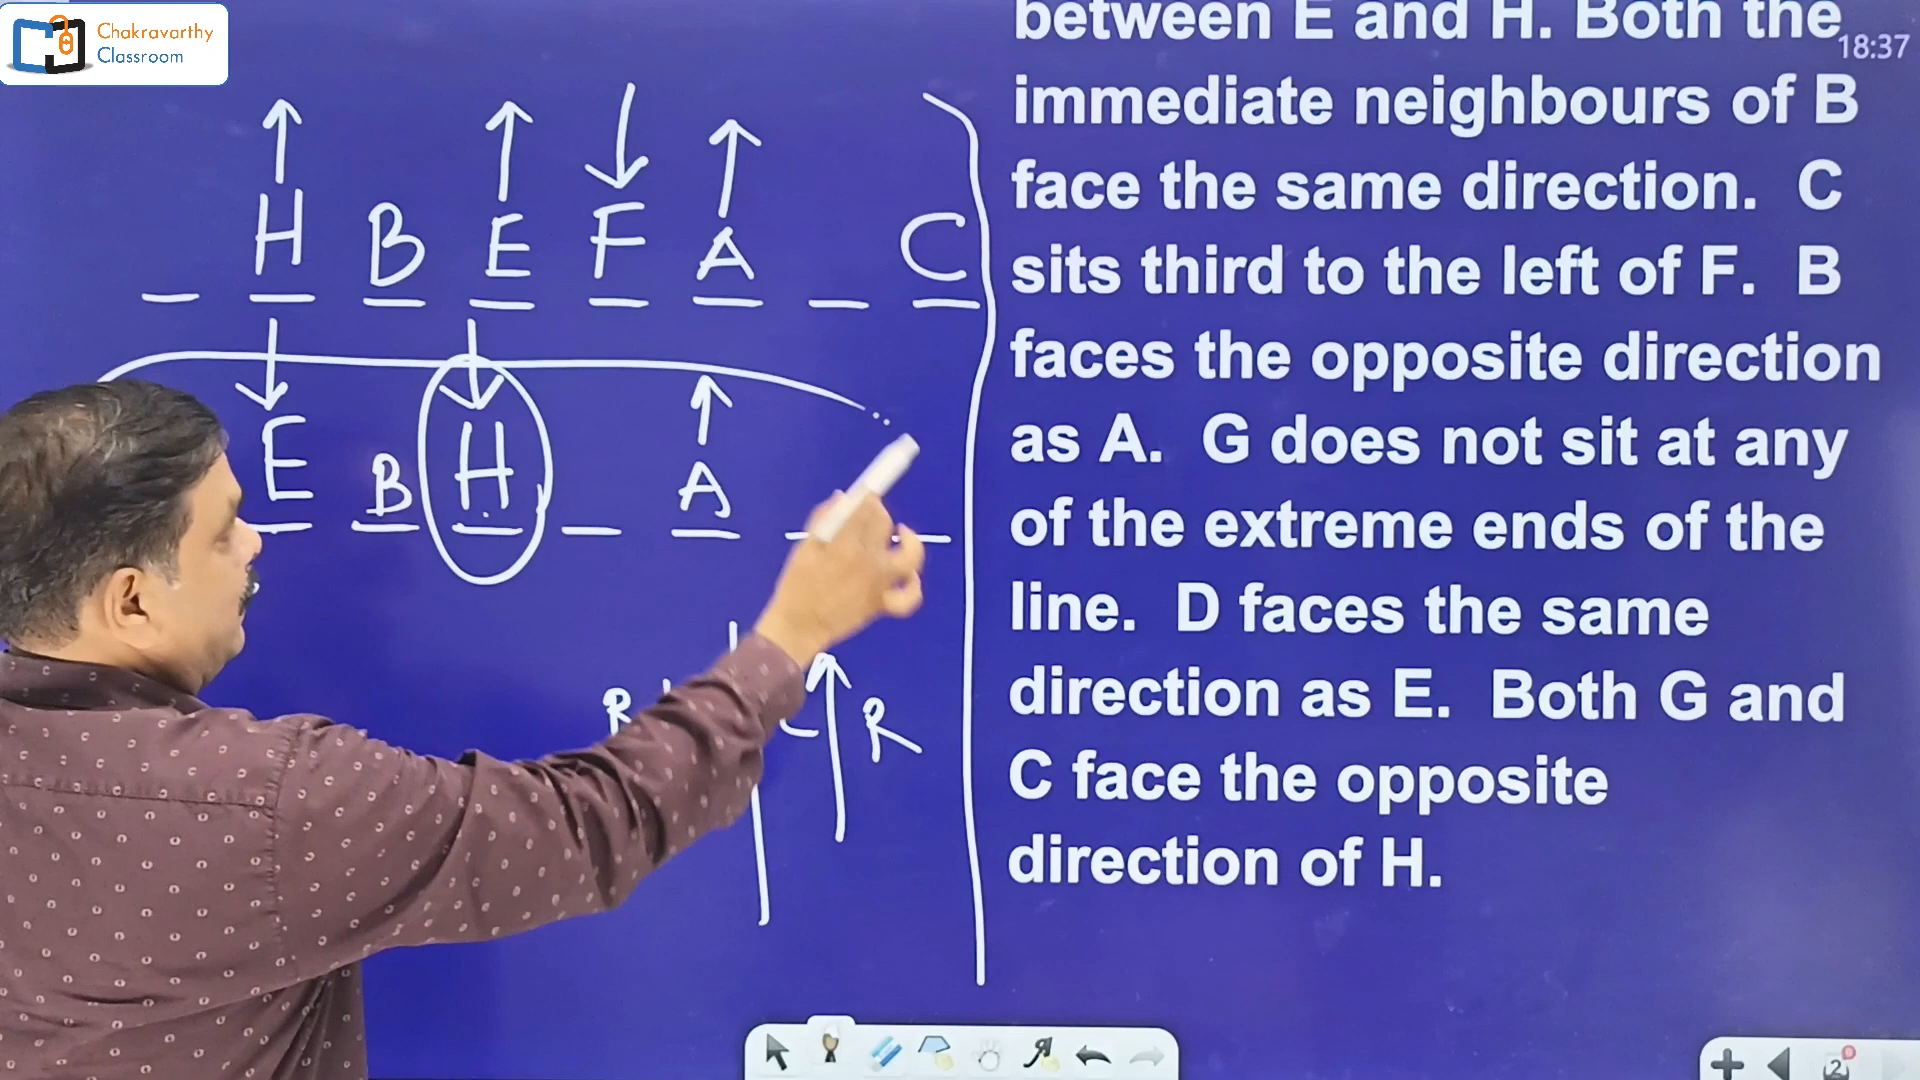 Chakravarthy
Classroom
18:37
H B E F A C
E B H A
R
R
between E and H. Both the
immediate neighbours of B
face the same direction. C
sits third to the left of F. B
faces the opposite direction
as A. G does not sit at any
of the extreme ends of the
line. D faces the same
direction as E. Both G and
C face the opposite
direction of H.
2